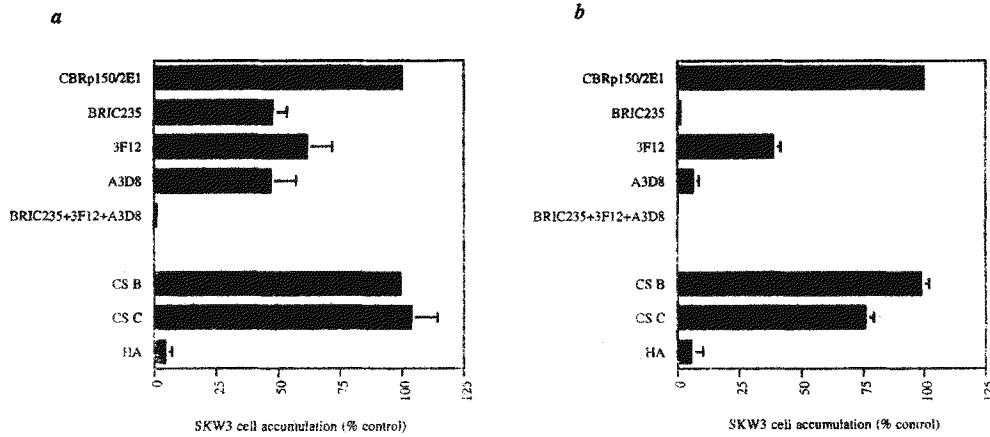 a
CBRp150/2E1
BRIC235
3F12
A3D8
BRIC235+3F12+A3D8
CS B
CS C
HA
0
25
50
75
100
125
SKW3 cell accumulation (% control)
b
CBRp150/2E1
BRIC235
3F12
A3D8
BRIC235+3F12+A3D8
CS B
CS C
HA
0
25
50
75
100
125
SKW3 cell accumulation (% control)